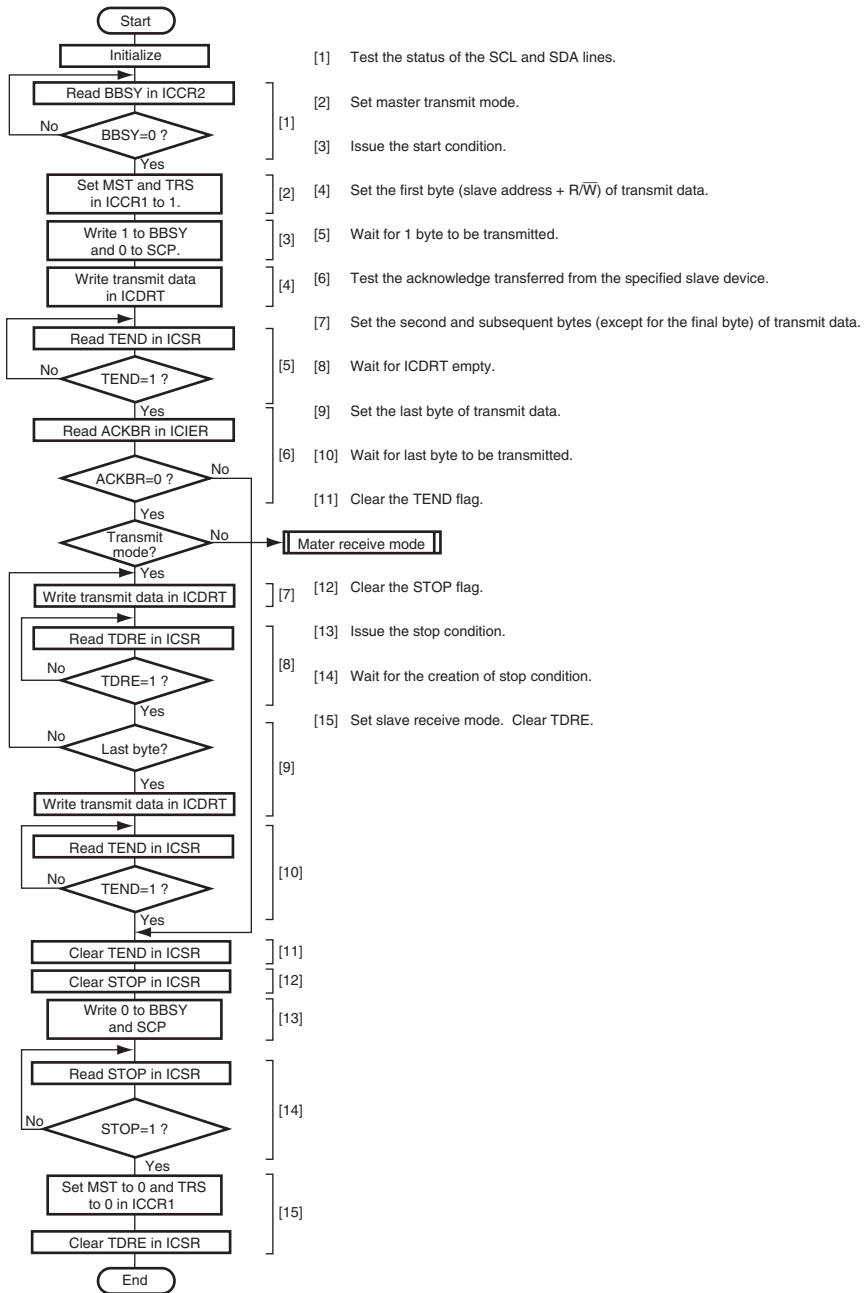 Start
Initialize
Read BBSY in ICCR2
No
BBSY=0 ?
[1]
Yes
Set MST and TRS
in ICCR1 to 1.
[2]
Write 1 to BBSY
and 0 to SCP.
[3]
Write transmit data
in ICDRT
[4]
Read TEND in ICSR
No
TEND=1 ?
[5]
Yes
Read ACKBR in ICIER
[6]
No
ACKBR=0 ?
Yes
Transmit
mode?
No
Mater receive mode
Yes
Write transmit data in ICDRT
[7]
Read TDRE in ICSR
[8]
No
TDRE=1 ?
Yes
No
Last byte?
[9]
Yes
Write transmit data in ICDRT
Read TEND in ICSR
[10]
No
TEND=1 ?
Yes
Clear TEND in ICSR
[11]
Clear STOP in ICSR
[12]
Write 0 to BBSY
and SCP
[13]
Read STOP in ICSR
[14]
No
STOP=1 ?
Yes
Set MST to 0 and TRS
to 0 in ICCR1
[15]
Clear TDRE in ICSR
End
[1] Test the status of the SCL and SDA lines.
[2] Set master transmit mode.
[3] Issue the start condition.
[4] Set the first byte (slave address + R/W̅) of transmit data.
[5] Wait for 1 byte to be transmitted.
[6] Test the acknowledge transferred from the specified slave device.
[7] Set the second and subsequent bytes (except for the final byte) of transmit data.
[8] Wait for ICDRT empty.
[9] Set the last byte of transmit data.
[10] Wait for last byte to be transmitted.
[11] Clear the TEND flag.
[12] Clear the STOP flag.
[13] Issue the stop condition.
[14] Wait for the creation of stop condition.
[15] Set slave receive mode. Clear TDRE.